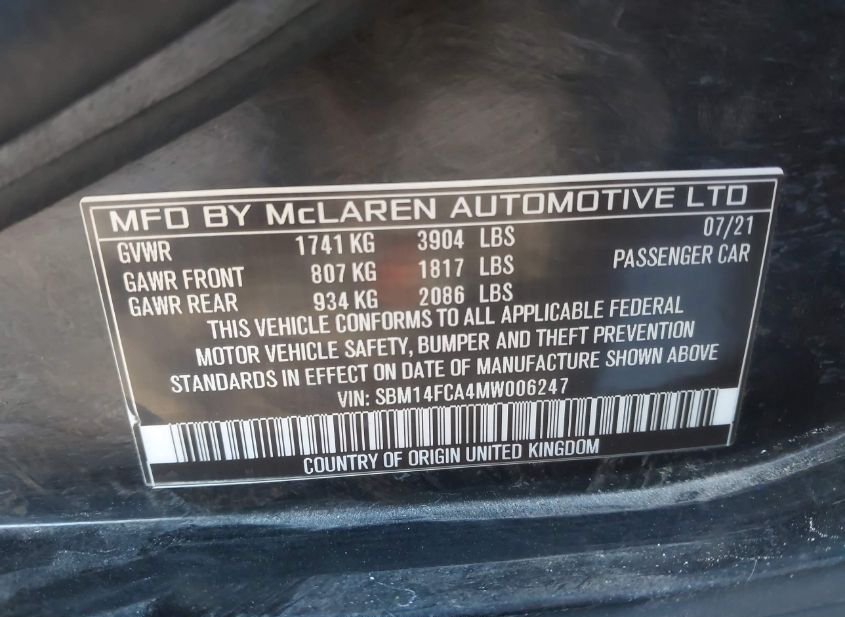 MFD BY McLAREN AUTOMOTIVE LTD
GVWR 1741 KG 3904 LBS 07/21
GAWR FRONT 807 KG 1817 LBS PASSENGER CAR
GAWR REAR 934 KG 2086 LBS
THIS VEHICLE CONFORMS TO ALL APPLICABLE FEDERAL
MOTOR VEHICLE SAFETY, BUMPER AND THEFT PREVENTION
STANDARDS IN EFFECT ON DATE OF MANUFACTURE SHOWN ABOVE
VIN: SBM14FCA4MW006247
COUNTRY OF ORIGIN UNITED KINGDOM